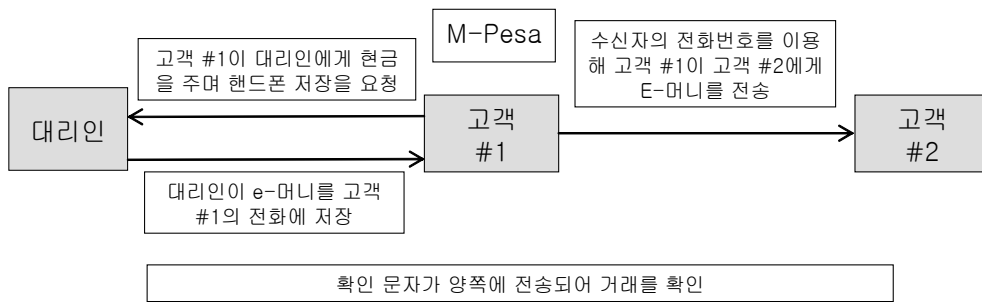 M-Pesa
고객 #1이 대리인에게 현금
을 주며 핸드폰 저장을 요청
수신자의 전화번호를 이용
해 고객 #1이 고객 #2에게
E-머니를 전송
대리인
고객
#1
고객
#2
대리인이 e-머니를 고객
#1의 전화에 저장
확인 문자가 양쪽에 전송되어 거래를 확인